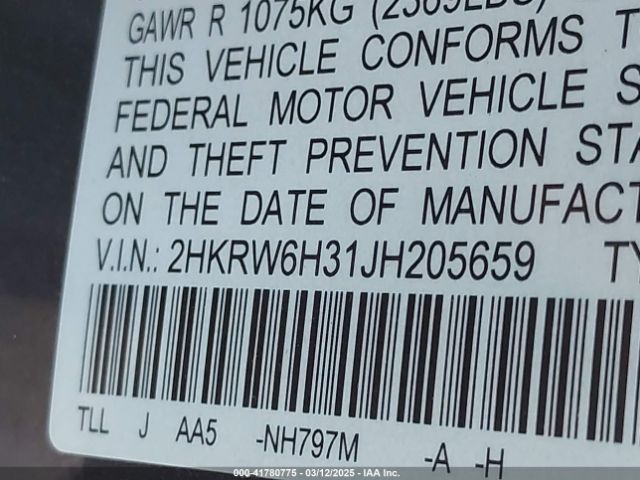 GAWR R 1075KG (2369LBS)
THIS VEHICLE CONFORMS T
FEDERAL MOTOR VEHICLE S
AND THEFT PREVENTION STA
ON THE DATE OF MANUFACT
V.I.N.: 2HKRW6H31JH205659 TY
TLL J AA5 -NH797M -A -H
000-41780775 - 03/12/2025 - IAA Inc.